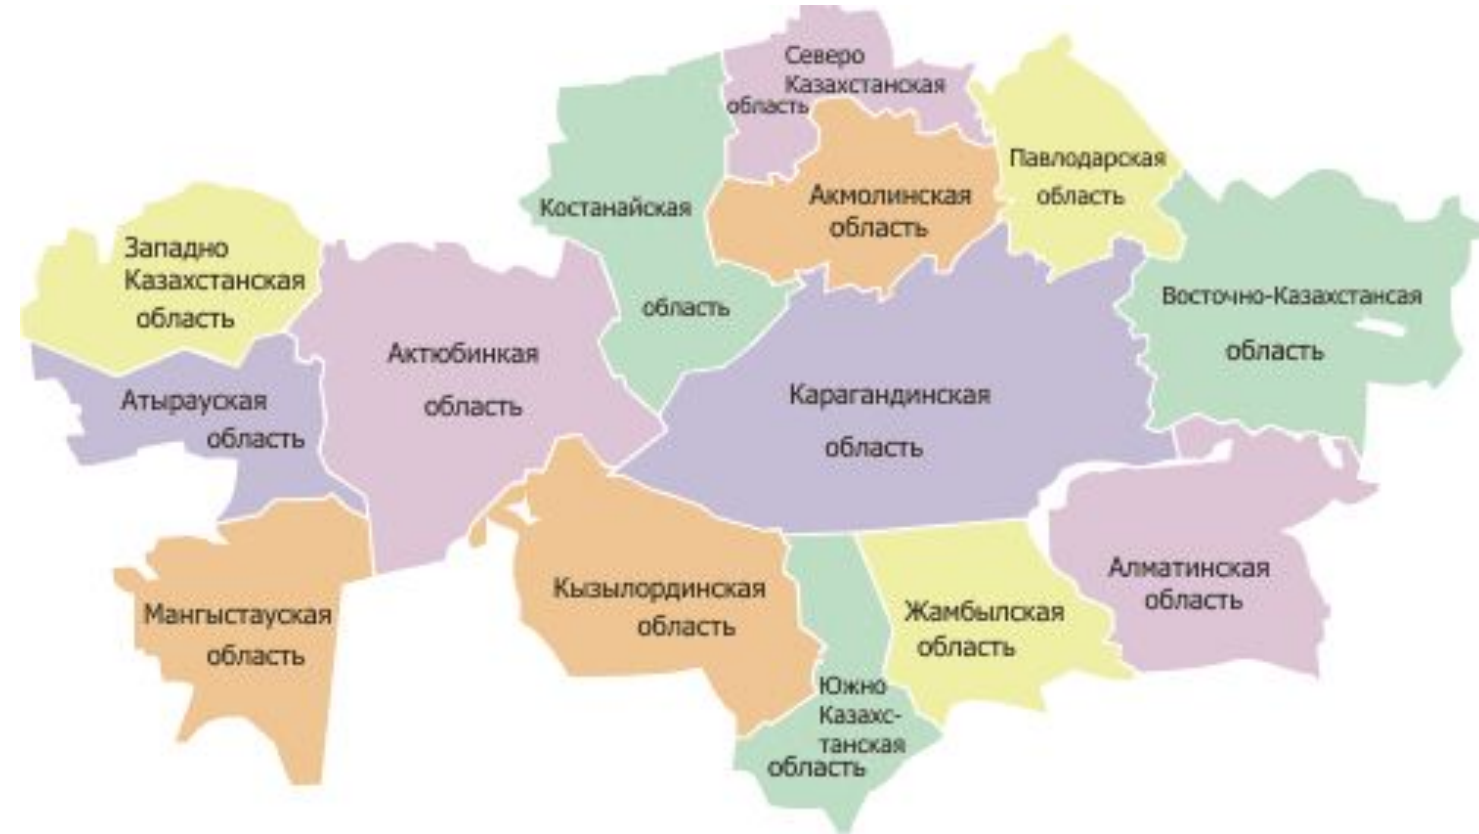 Северо
Казахстанская
область
Павлодарская
область
Акмолинская
область
Костанайская
область
Западно
Казахстанская
область
Восточно-Казахстансая
область
Актюбинкая
область
Атырауская
область
Карагандинская
область
Алматинская
область
Кызылординская
область
Жамбылская
область
Мангыстауская
область
Южно
Казахс-
танская
область